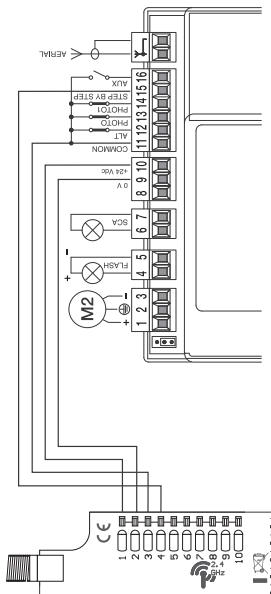 AERIAL
AUX
STEP BY STEP
PHOTO1
PHOTO
ALT
COMMON
+24 Vdc
0 V
SCA
FLASH
M2
+
-
+
-
16
15
14
13
12
11
10
9
8
7
6
5
4
3
2
1
CE
1
2
3
4
5
6
7
8
9
10
2.4
GHz